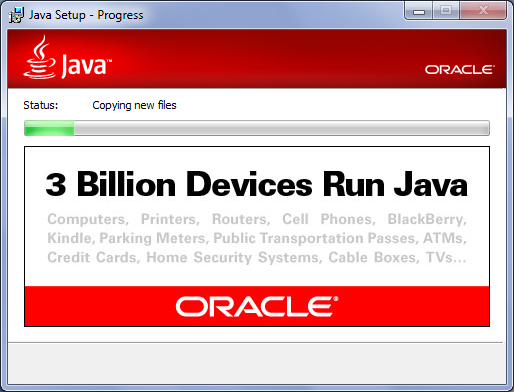 Java Setup - Progress
Java™
ORACLE®
Status: Copying new files
3 Billion Devices Run Java
Computers, Printers, Routers, Cell Phones, BlackBerry,
Kindle, Parking Meters, Public Transportation Passes, ATMs,
Credit Cards, Home Security Systems, Cable Boxes, TVs...
ORACLE®